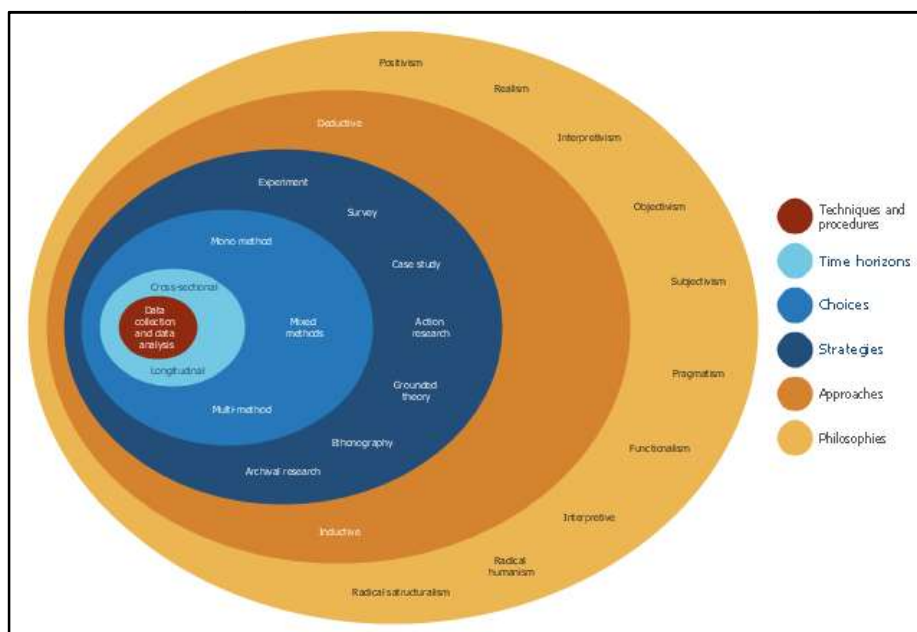 Positivism
Realism
Interpretivism
Objectivism
Subjectivism
Pragmatism
Functionalism
Interpretive
Radical
humanism
Radical satructuralism
Deductive
Inductive
Experiment
Survey
Case study
Action
research
Grounded
theory
Ethonography
Archival research
Mono method
Mixed
methods
Multi-method
Cross-sectional
Longitudinal
Data
collection
and data
analysis
Techniques and
procedures
Time horizons
Choices
Strategies
Approaches
Philosophies